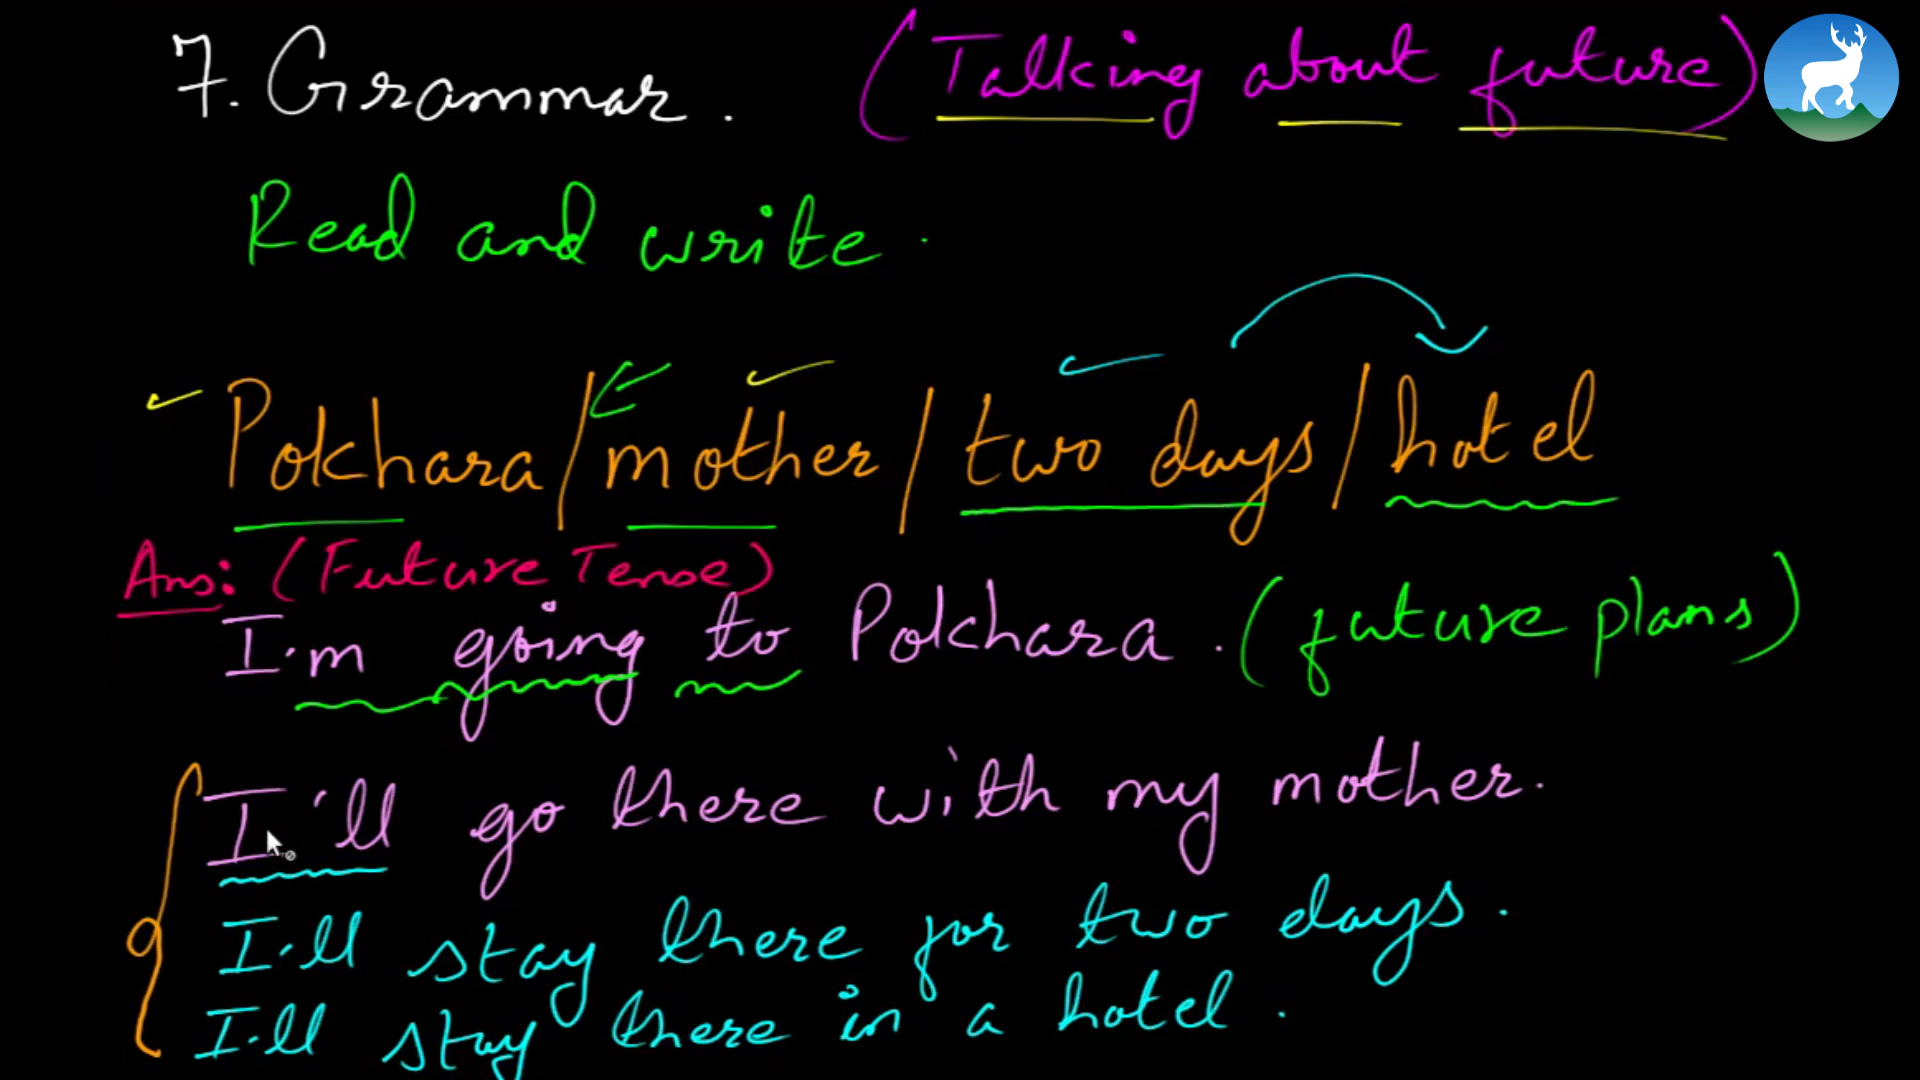 7. Grammar. (Talking about future)
Read and write.
Pokhara/mother/two days/hotel
Ans: (Future Tense)
I'm going to Pokhara. (future plans)
I'll go there with my mother.
I'll stay there for two days.
I'll stay there in a hotel.